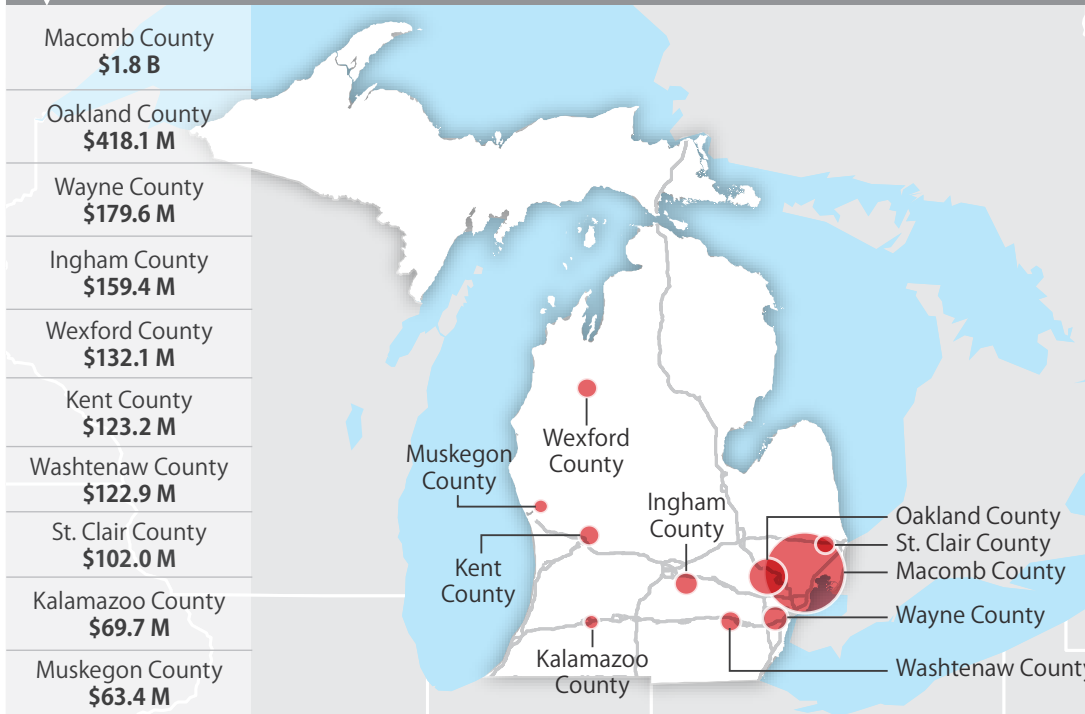 Macomb County
$1.8 B
Oakland County
$418.1 M
Wayne County
$179.6 M
Ingham County
$159.4 M
Wexford County
$132.1 M
Kent County
$123.2 M
Washtenaw County
$122.9 M
St. Clair County
$102.0 M
Kalamazoo County
$69.7 M
Muskegon County
$63.4 M
Wexford
County
Muskegon
County
Ingham
County
Kent
County
Kalamazoo
County
Oakland County
St. Clair County
Macomb County
Wayne County
Washtenaw County